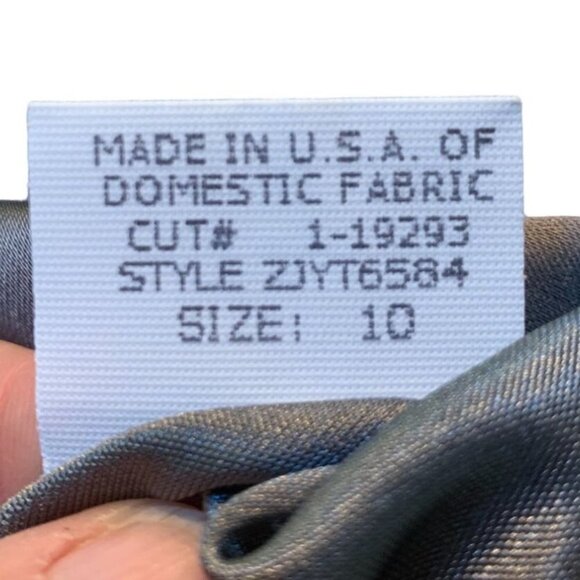 MADE IN U.S.A. OF
DOMESTIC FABRIC
CUT# 1-19293
STYLE ZJYT6584
SIZE: 10